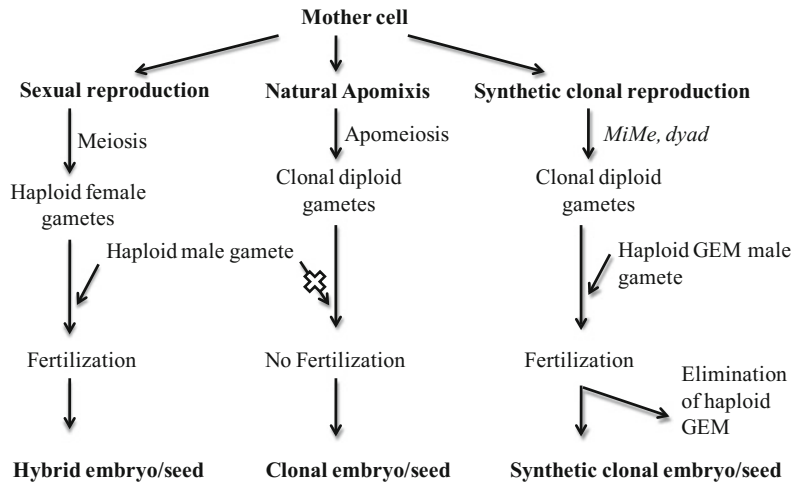 Mother cell
Sexual reproduction
Natural Apomixis
Synthetic clonal reproduction
Meiosis
Apomeiosis
MiMe, dyad
Haploid female
gametes
Clonal diploid
gametes
Clonal diploid
gametes
Haploid male gamete
Haploid GEM male
gamete
Fertilization
No Fertilization
Fertilization
Elimination
of haploid
GEM
Hybrid embryo/seed
Clonal embryo/seed
Synthetic clonal embryo/seed